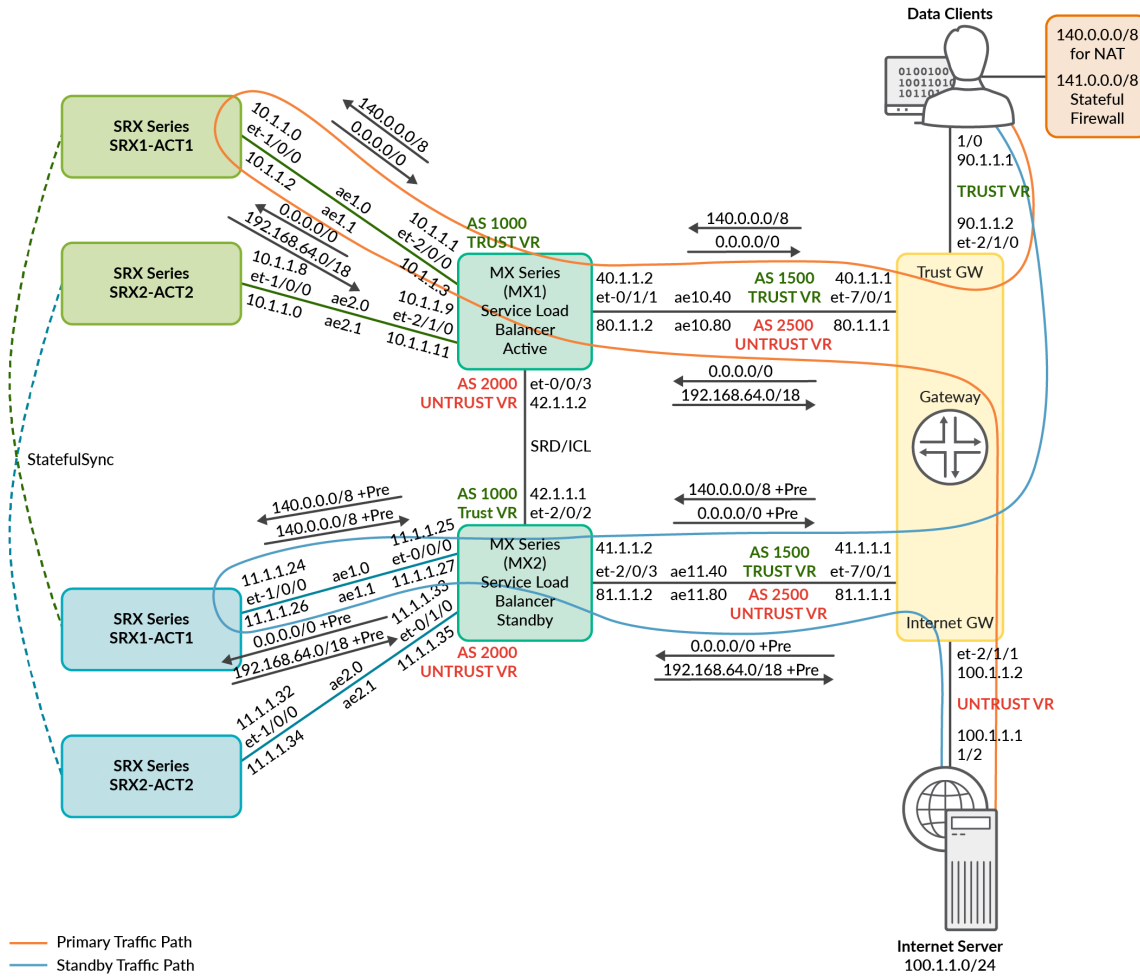 Data Clients
140.0.0.0/8
for NAT
141.0.0.0/8
Stateful
Firewall
0100100
10011010
10110
1/0
90.1.1.1
TRUST VR
90.1.1.2
et-2/1/0
SRX Series
SRX1-ACT1
10.1.1.0
et-1/0/0
10.1.1.2
140.0.0.0/8
0.0.0.0/0
ae1.0
ae1.1
10.1.1.1
et-2/0/0
10.1.1.3
0.0.0.0/0
192.168.64.0/18
SRX Series
SRX2-ACT2
10.1.1.8
et-1/0/0
10.1.1.0
ae2.0
ae2.1
10.1.1.9
et-2/1/0
10.1.1.11
AS 1000
TRUST VR
MX Series
(MX1)
Service Load
Balancer
Active
140.0.0.0/8
0.0.0.0/0
40.1.1.2
et-0/1/1
80.1.1.2
ae10.40
ae10.80
AS 1500
TRUST VR
AS 2500
UNTRUST VR
40.1.1.1
et-7/0/1
80.1.1.1
Trust GW
0.0.0.0/0
192.168.64.0/18
Gateway
AS 2000
UNTRUST VR
et-0/0/3
42.1.1.2
SRD/ICL
StatefulSync
AS 1000
Trust VR
42.1.1.1
et-2/0/2
140.0.0.0/8 +Pre
140.0.0.0/8 +Pre
140.0.0.0/8 +Pre
0.0.0.0/0 +Pre
MX Series
(MX2)
Service Load
Balancer
Standby
41.1.1.2
et-2/0/3
81.1.1.2
ae11.40
ae11.80
AS 1500
TRUST VR
AS 2500
UNTRUST VR
41.1.1.1
et-7/0/1
81.1.1.1
Internet GW
SRX Series
SRX1-ACT1
11.1.1.24
et-1/0/0
11.1.1.26
ae1.0
ae1.1
11.1.1.25
et-0/0/0
11.1.1.27
0.0.0.0/0 +Pre
192.168.64.0/18 +Pre
11.1.1.33
et-0/1/0
11.1.1.35
AS 2000
UNTRUST VR
0.0.0.0/0 +Pre
192.168.64.0/18 +Pre
et-2/1/1
100.1.1.2
UNTRUST VR
100.1.1.1
1/2
SRX Series
SRX2-ACT2
11.1.1.32
et-1/0/0
11.1.1.34
ae2.0
ae2.1
Primary Traffic Path
Standby Traffic Path
Internet Server
100.1.1.0/24